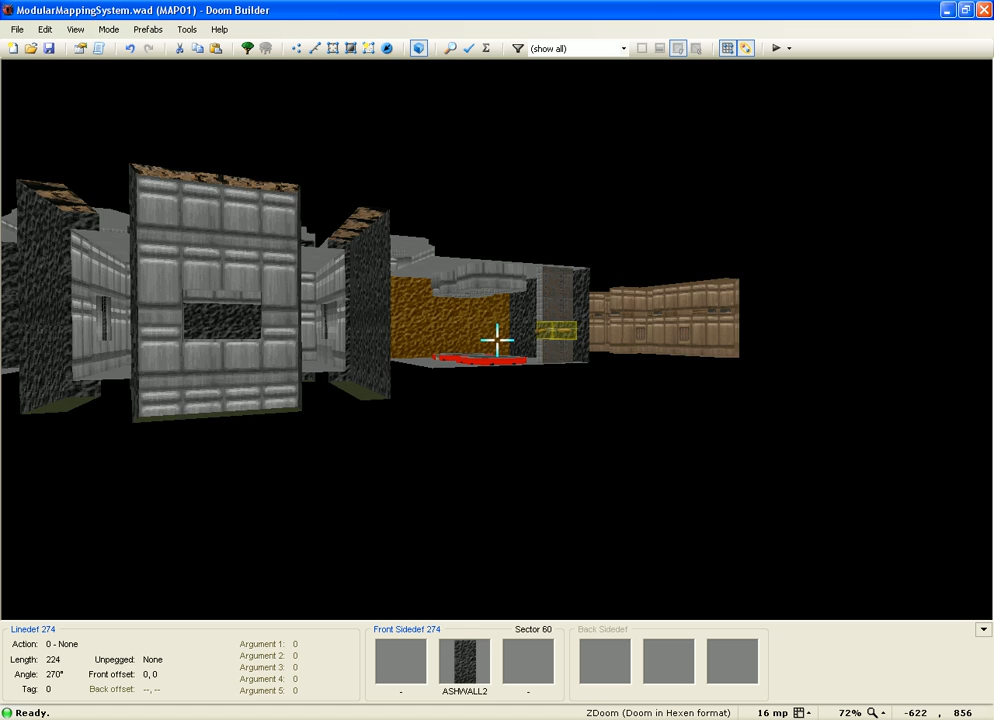 ModularMappingSystem.wad (MAP01) - Doom Builder
File Edit View Mode Prefabs Tools Help
(show all)
Linedef 274
Action: 0 - None
Length: 224 Unpegged: None
Angle: 270° Front offset: 0, 0
Tag: 0 Back offset: --, --
Argument 1: 0
Argument 2: 0
Argument 3: 0
Argument 4: 0
Argument 5: 0
Front Sidedef 274 Sector 60
- ASHWALL2 -
Back Sidedef
Ready. ZDoom (Doom in Hexen format) 16 mp 72% -622 , 856